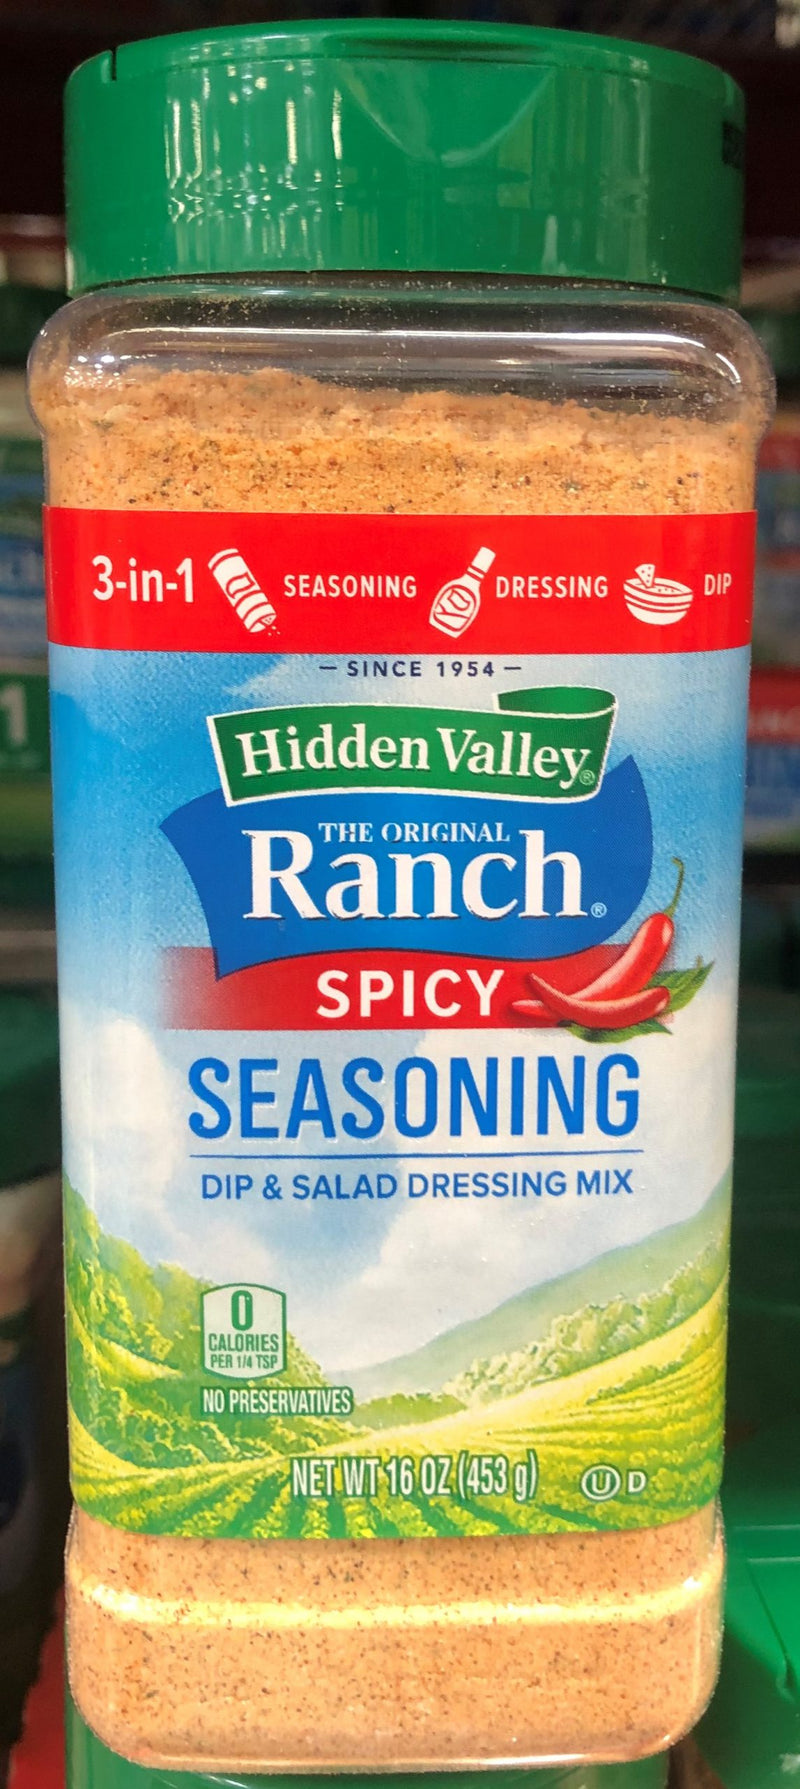 3-in-1 SEASONING DRESSING DIP
— SINCE 1954 —
Hidden Valley®
THE ORIGINAL
Ranch®
SPICY
SEASONING
DIP & SALAD DRESSING MIX
0
CALORIES
PER 1/4 TSP
NO PRESERVATIVES
NET WT 16 OZ (453 g) U D